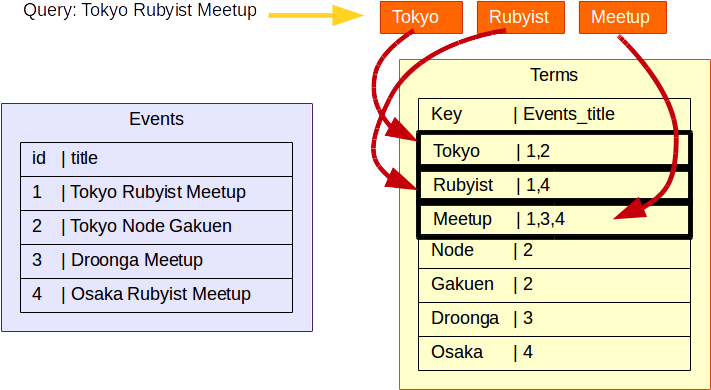 Query: Tokyo Rubyist Meetup
Tokyo
Rubyist
Meetup
Events
id | title
1 | Tokyo Rubyist Meetup
2 | Tokyo Node Gakuen
3 | Droonga Meetup
4 | Osaka Rubyist Meetup
Terms
Key | Events_title
Tokyo | 1,2
Rubyist | 1,4
Meetup | 1,3,4
Node | 2
Gakuen | 2
Droonga | 3
Osaka | 4